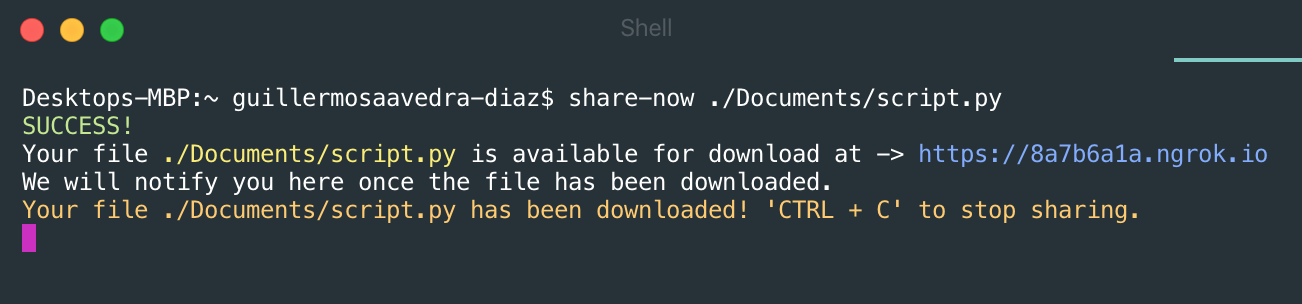 Shell
Desktops-MBP:~ guillermosaavedra-diaz$ share-now ./Documents/script.py
SUCCESS!
Your file ./Documents/script.py is available for download at -> https://8a7b6a1a.ngrok.io
We will notify you here once the file has been downloaded.
Your file ./Documents/script.py has been downloaded! 'CTRL + C' to stop sharing.